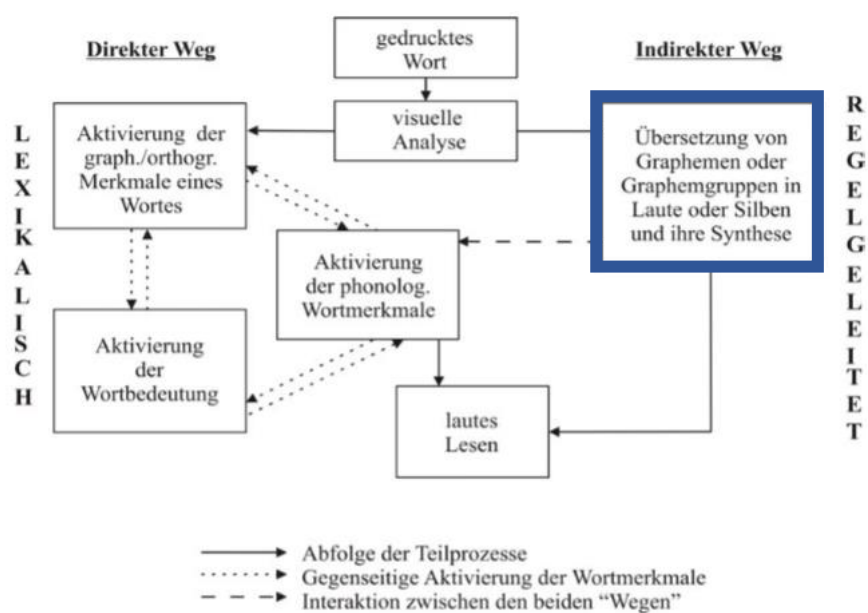 Direkter Weg
gedrucktes
Wort
Indirekter Weg
visuelle
Analyse
Aktivierung der
graph./orthogr.
Merkmale eines
Wortes
Übersetzung von
Graphemen oder
Graphemgruppen in
Laute oder Silben
und ihre Synthese
LEXIKALISCH
REGELGELEITET
Aktivierung
der phonolog.
Wortmerkmale
Aktivierung
der
Wortbedeutung
lautes
Lesen
Abfolge der Teilprozesse
Gegenseitige Aktivierung der Wortmerkmale
Interaktion zwischen den beiden “Wegen”